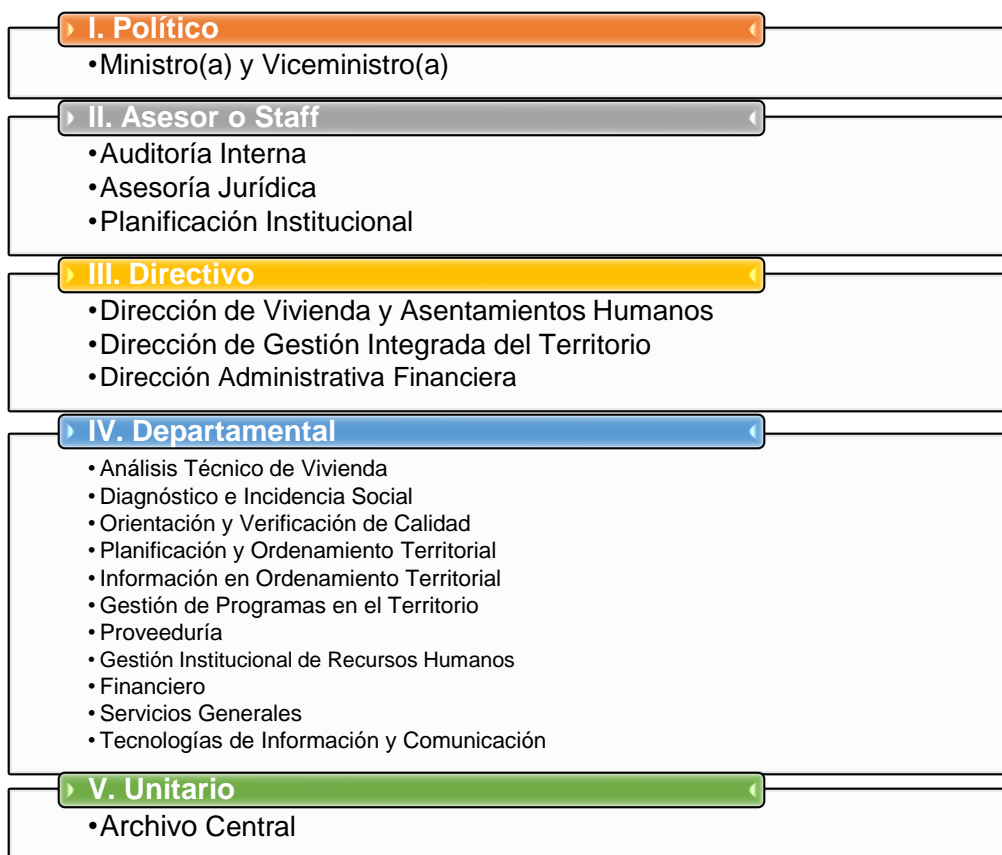 I. Político
•Ministro(a) y Viceministro(a)
II. Asesor o Staff
•Auditoría Interna
•Asesoría Jurídica
•Planificación Institucional
III. Directivo
•Dirección de Vivienda y Asentamientos Humanos
•Dirección de Gestión Integrada del Territorio
•Dirección Administrativa Financiera
IV. Departamental
• Análisis Técnico de Vivienda
• Diagnóstico e Incidencia Social
• Orientación y Verificación de Calidad
• Planificación y Ordenamiento Territorial
• Información en Ordenamiento Territorial
• Gestión de Programas en el Territorio
• Proveeduría
• Gestión Institucional de Recursos Humanos
• Financiero
• Servicios Generales
• Tecnologías de Información y Comunicación
V. Unitario
•Archivo Central